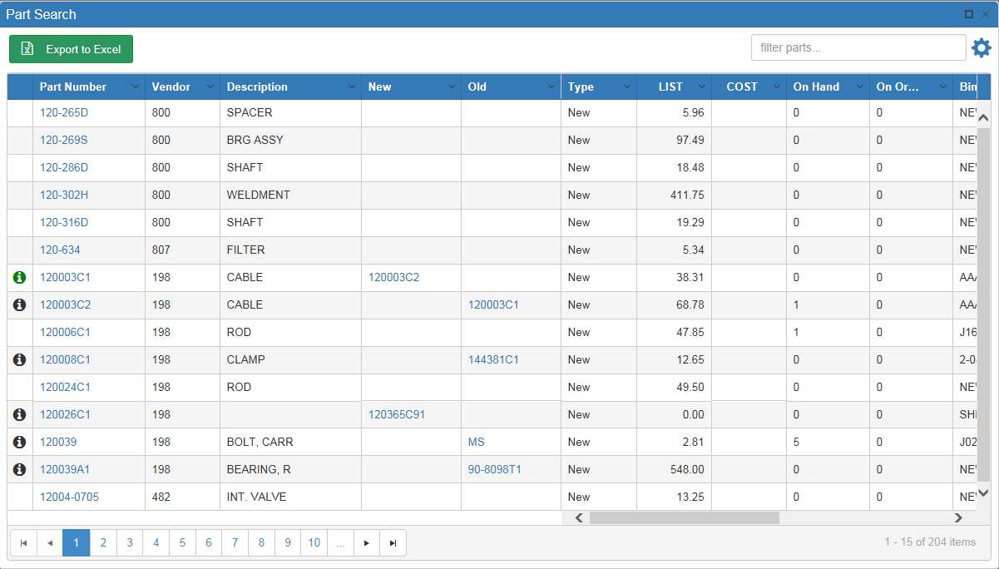 Part Search
Export to Excel filter parts...
Part Number Vendor Description New Old Type LIST COST On Hand On Or... Bin
120-265D 800 SPACER New 5.96 0 0 NE
120-269S 800 BRG ASSY New 97.49 0 0 NE
120-286D 800 SHAFT New 18.48 0 0 NE
120-302H 800 WELDMENT New 411.75 0 0 NE
120-316D 800 SHAFT New 19.29 0 0 NE
120-634 807 FILTER New 5.34 0 0 NE
120003C1 198 CABLE 120003C2 New 38.31 0 0 AA
120003C2 198 CABLE 120003C1 New 68.78 1 0 AA
120006C1 198 ROD New 47.85 1 0 J16
120008C1 198 CLAMP 144381C1 New 12.65 0 0 2-0
120024C1 198 ROD New 49.50 0 0 NE
120026C1 198 120365C91 New 0.00 0 0 SH
120039 198 BOLT, CARR MS New 2.81 5 0 J02
120039A1 198 BEARING, R 90-8098T1 New 548.00 0 0 NE
12004-0705 482 INT. VALVE New 13.25 0 0 NE
1 2 3 4 5 6 7 8 9 10 ... 1 - 15 of 204 items